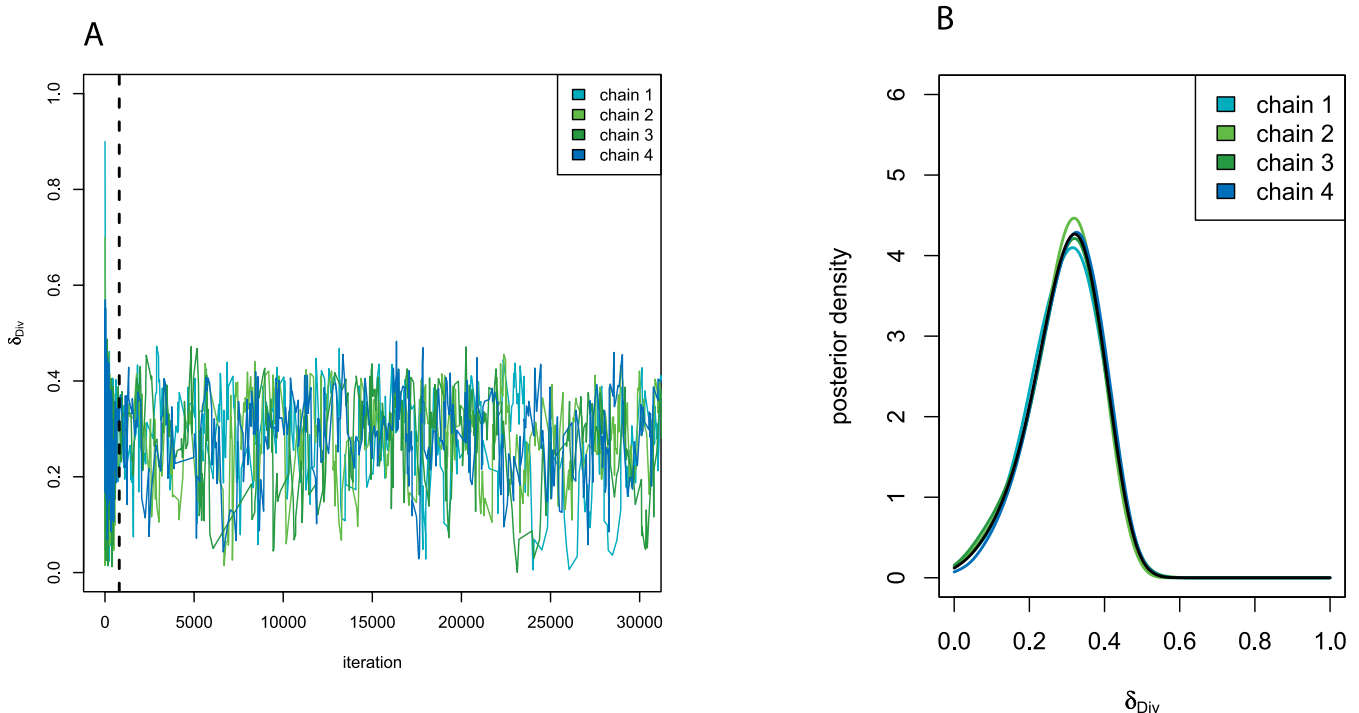 A
1.0
0.8
0.6
0.4
0.2
0.0
δDiv
0
5000
10000
15000
20000
25000
30000
iteration
chain 1
chain 2
chain 3
chain 4
B
6
5
4
3
2
1
0
posterior density
0.0
0.2
0.4
0.6
0.8
1.0
δDiv
chain 1
chain 2
chain 3
chain 4